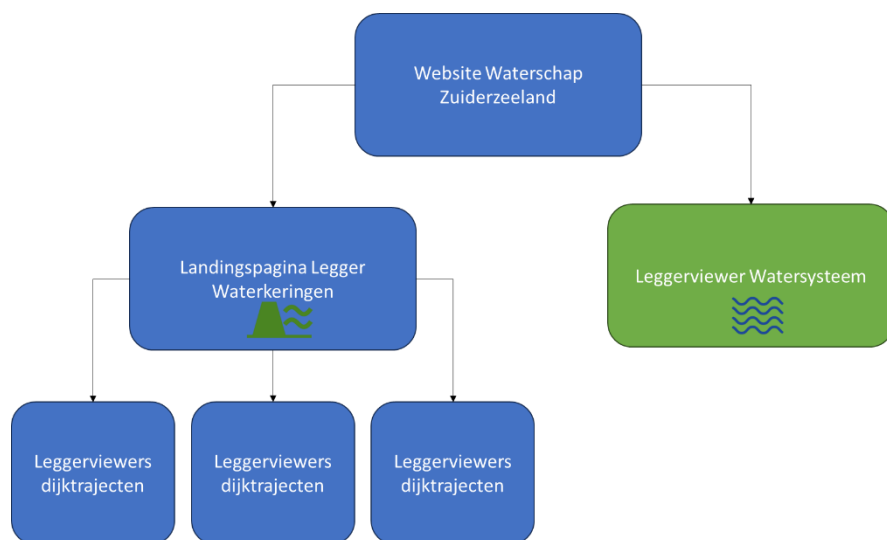 Website Waterschap
Zuiderzeeland
Landingspagina Legger
Waterkeringen
Leggerviewer Watersysteem
Leggerviewers
dijktrajecten
Leggerviewers
dijktrajecten
Leggerviewers
dijktrajecten